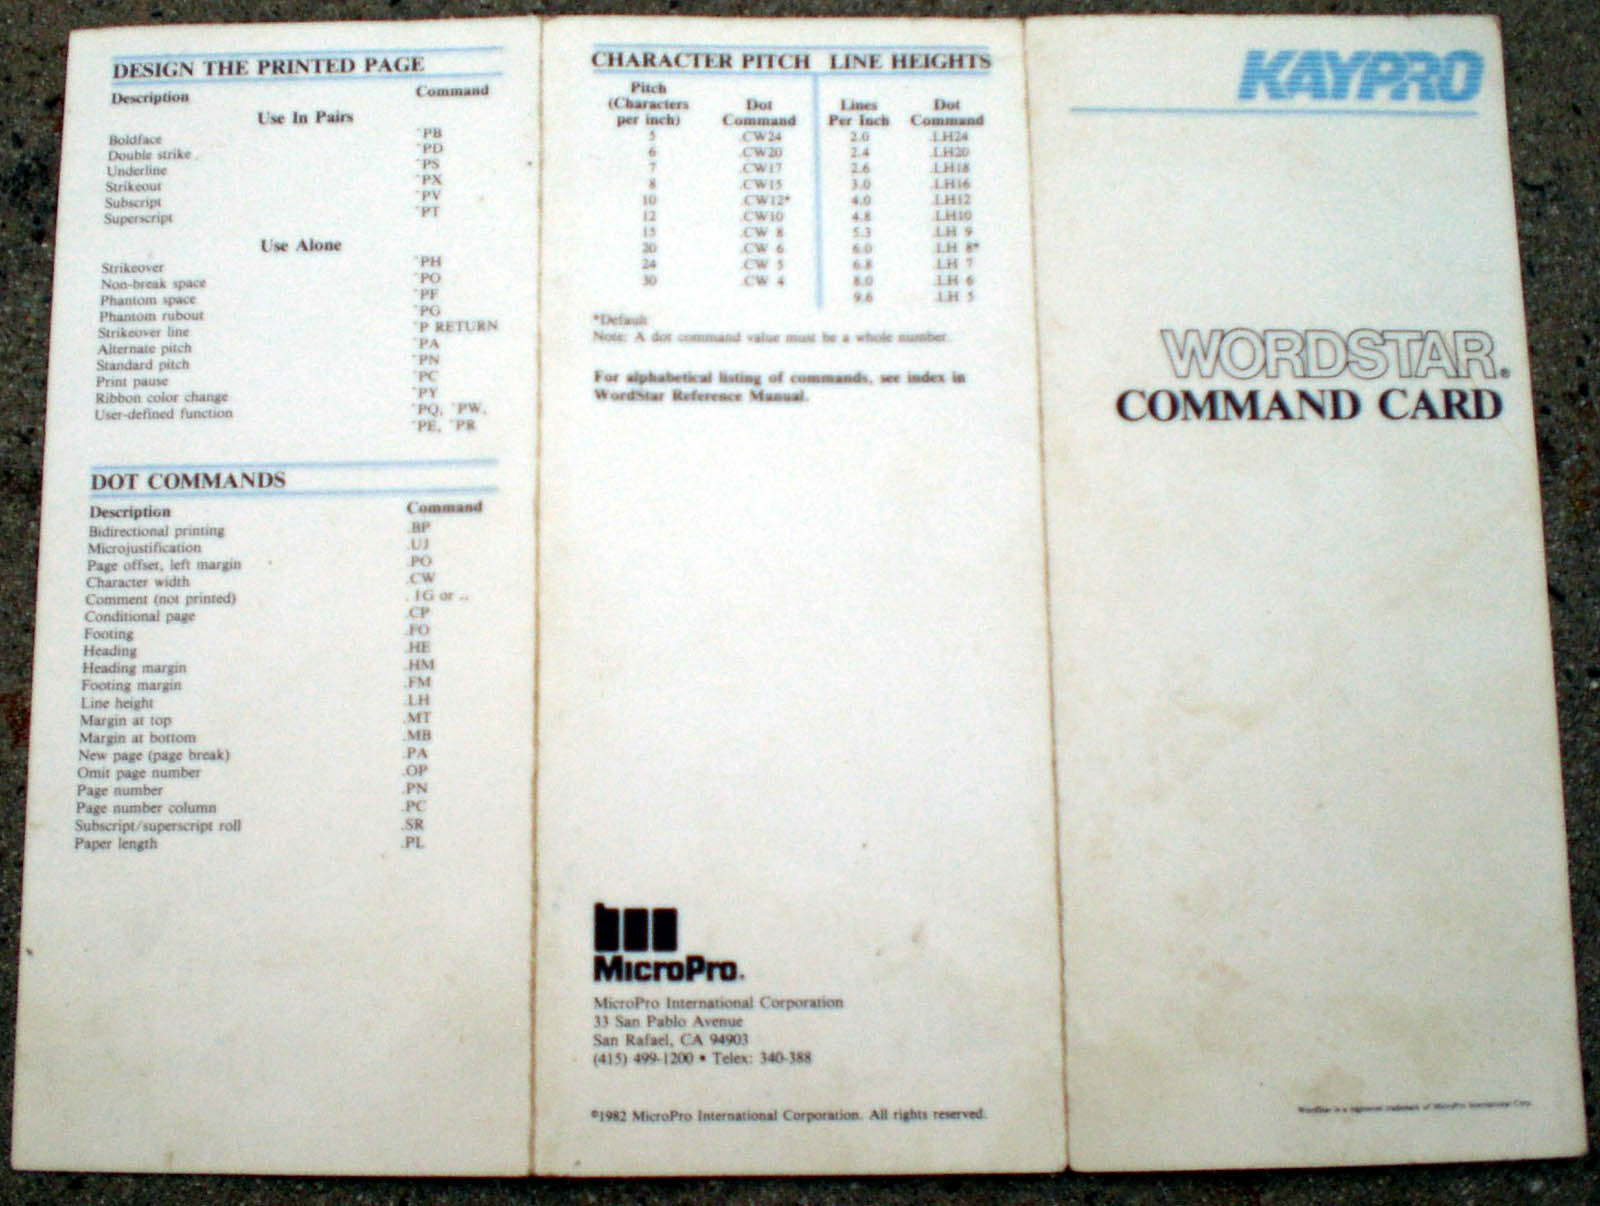 DESIGN THE PRINTED PAGE
Description Command
Use In Pairs
Boldface ^PB
Double strike ^PD
Underline ^PS
Strikeout ^PX
Subscript ^PV
Superscript ^PT
Use Alone
Strikeover ^PH
Non-break space ^PO
Phantom space ^PF
Phantom rubout ^PG
Strikeover line ^P RETURN
Alternate pitch ^PA
Standard pitch ^PN
Print pause ^PC
Ribbon color change ^PY
User-defined function ^PQ, ^PW,
^PE, ^PR
DOT COMMANDS
Description Command
Bidirectional printing .BP
Microjustification .UJ
Page offset, left margin .PO
Character width .CW
Comment (not printed) . IG or ..
Conditional page .CP
Footing .FO
Heading .HE
Heading margin .HM
Footing margin .FM
Line height .LH
Margin at top .MT
Margin at bottom .MB
New page (page break) .PA
Omit page number .OP
Page number .PN
Page number column .PC
Subscript/superscript roll .SR
Paper length .PL
CHARACTER PITCH LINE HEIGHTS
Pitch
(Characters Dot Lines Dot
per inch) Command Per Inch Command
5 .CW24 2.0 .LH24
6 .CW20 2.4 .LH20
7 .CW17 2.6 .LH18
8 .CW15 3.0 .LH16
10 .CW12* 4.0 .LH12
12 .CW10 4.8 .LH10
15 .CW 8 5.3 .LH 9
20 .CW 6 6.0 .LH 8*
24 .CW 5 6.8 .LH 7
30 .CW 4 8.0 .LH 6
9.6 .LH 5
*Default
Note: A dot command value must be a whole number.
For alphabetical listing of commands, see index in
WordStar Reference Manual.
MicroPro.
MicroPro International Corporation
33 San Pablo Avenue
San Rafael, CA 94903
(415) 499-1200 • Telex: 340-388
©1982 MicroPro International Corporation. All rights reserved.
KAYPRO
WORDSTAR®
COMMAND CARD
WordStar is a registered trademark of MicroPro International Corp.